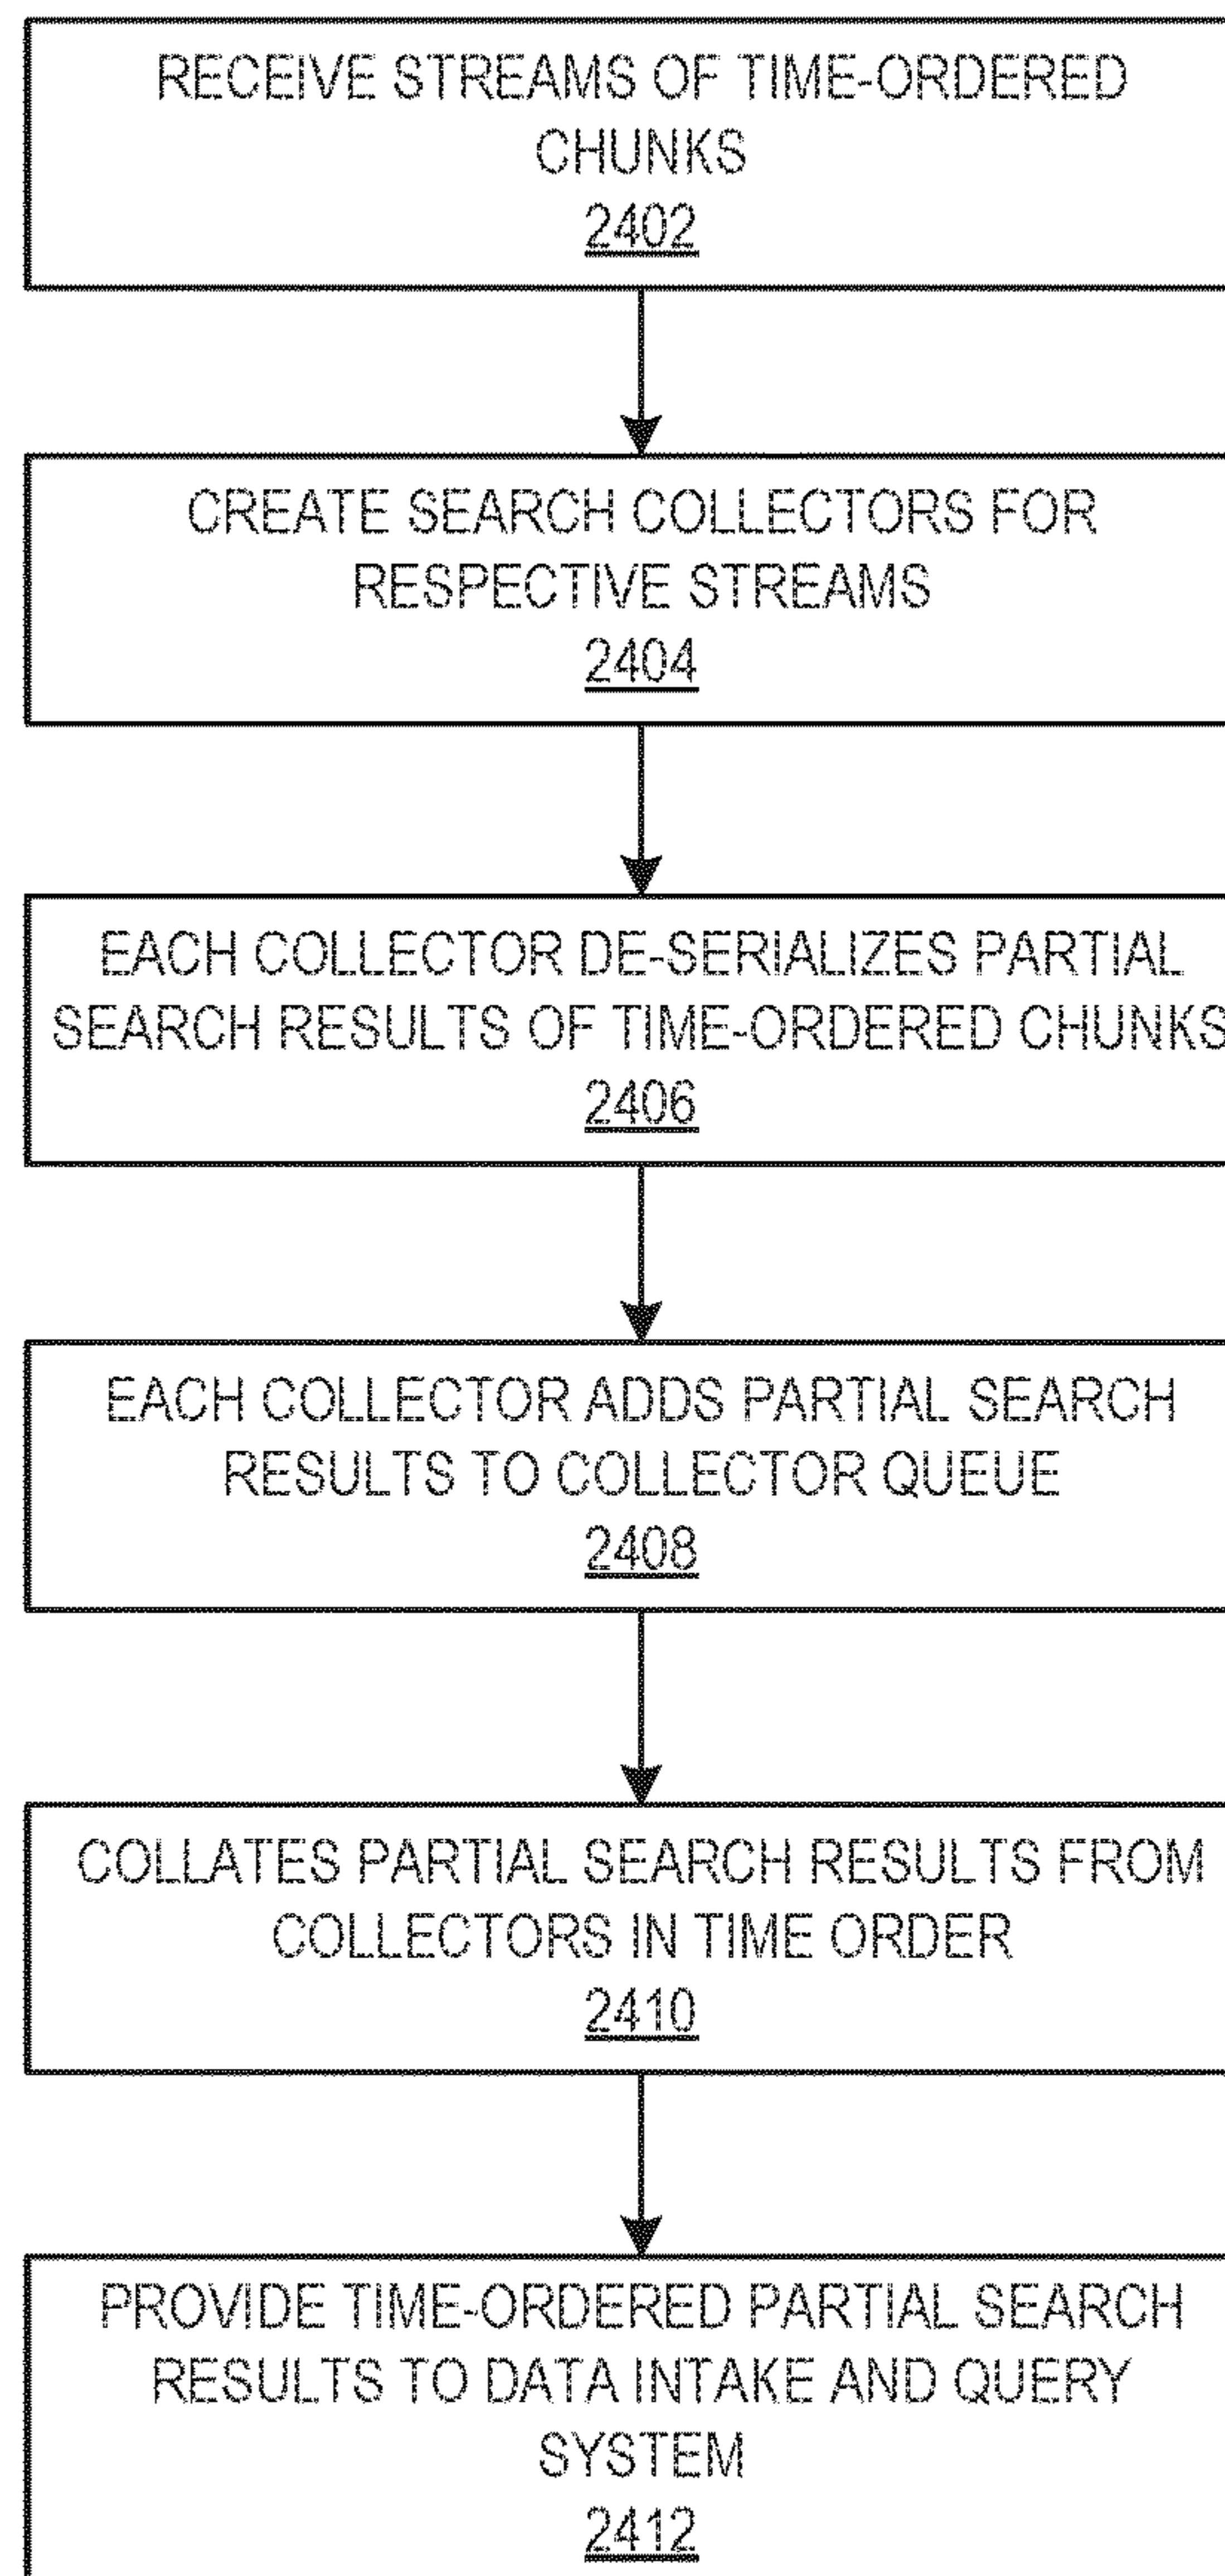 RECEIVE STREAMS OF TIME-ORDERED
CHUNKS
2402
CREATE SEARCH COLLECTORS FOR
RESPECTIVE STREAMS
2404
EACH COLLECTOR DE-SERIALIZES PARTIAL
SEARCH RESULTS OF TIME-ORDERED CHUNKS
2406
EACH COLLECTOR ADDS PARTIAL SEARCH
RESULTS TO COLLECTOR QUEUE
2408
COLLATES PARTIAL SEARCH RESULTS FROM
COLLECTORS IN TIME ORDER
2410
PROVIDE TIME-ORDERED PARTIAL SEARCH
RESULTS TO DATA INTAKE AND QUERY
SYSTEM
2412